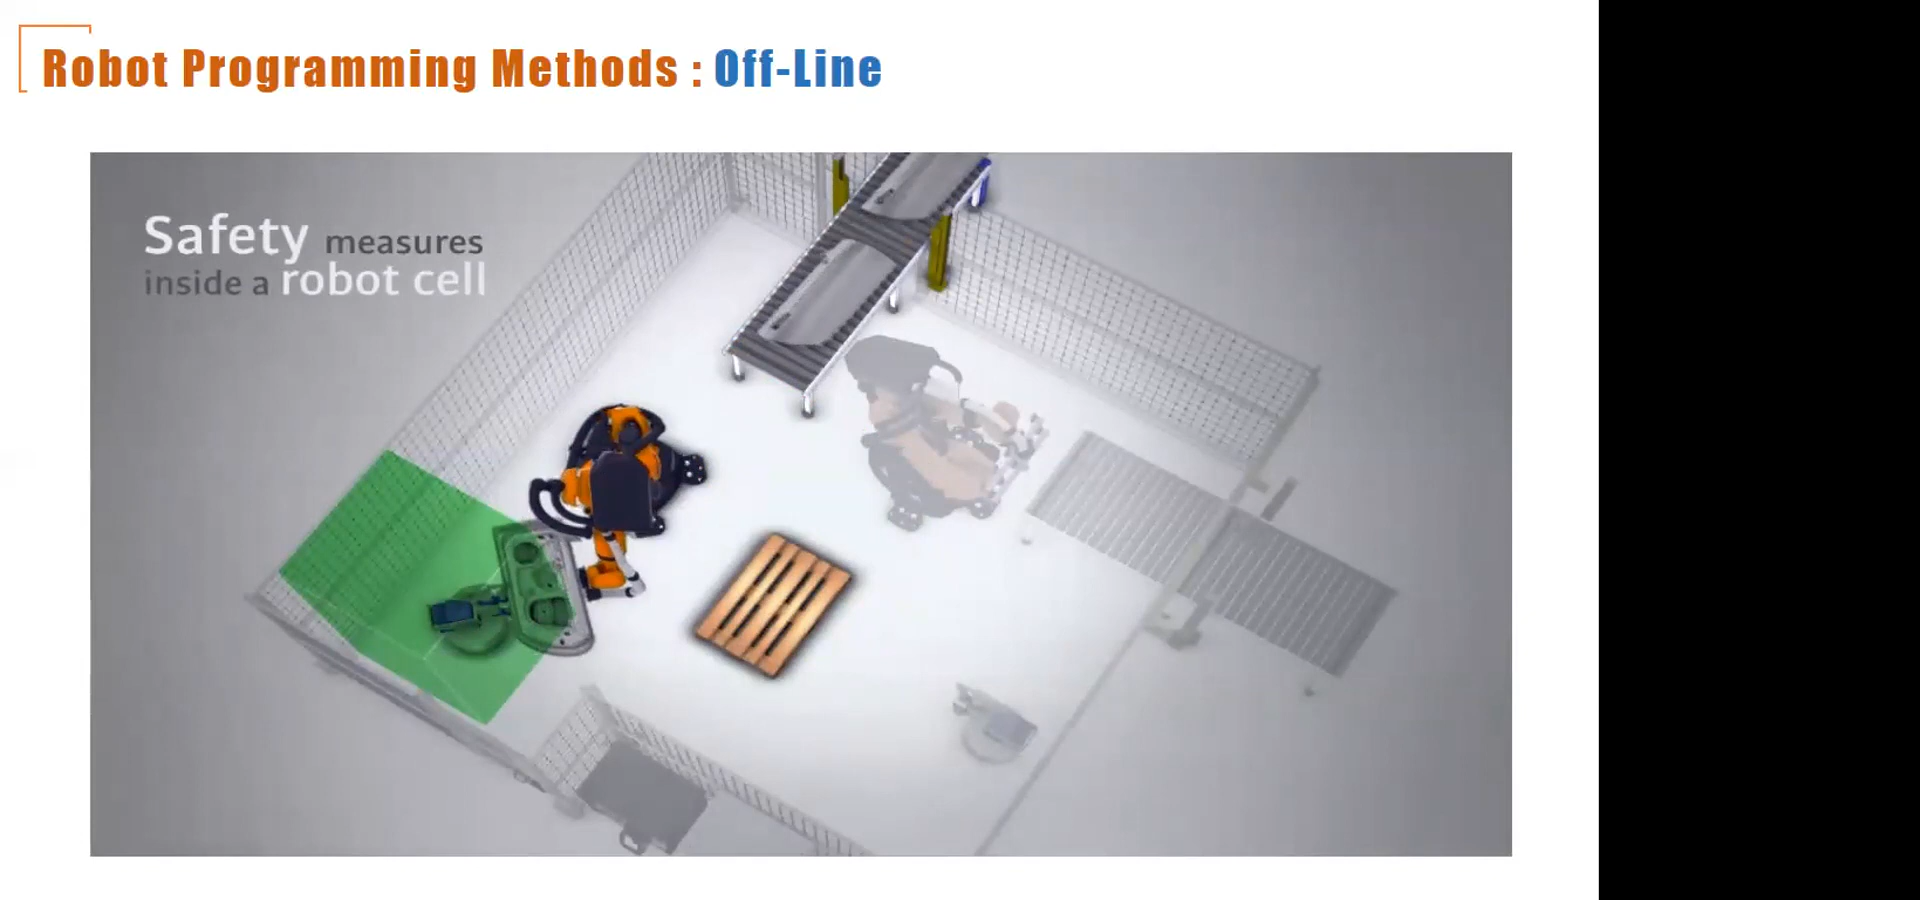 Robot Programming Methods : Off-Line
Safety measures
inside a robot cell